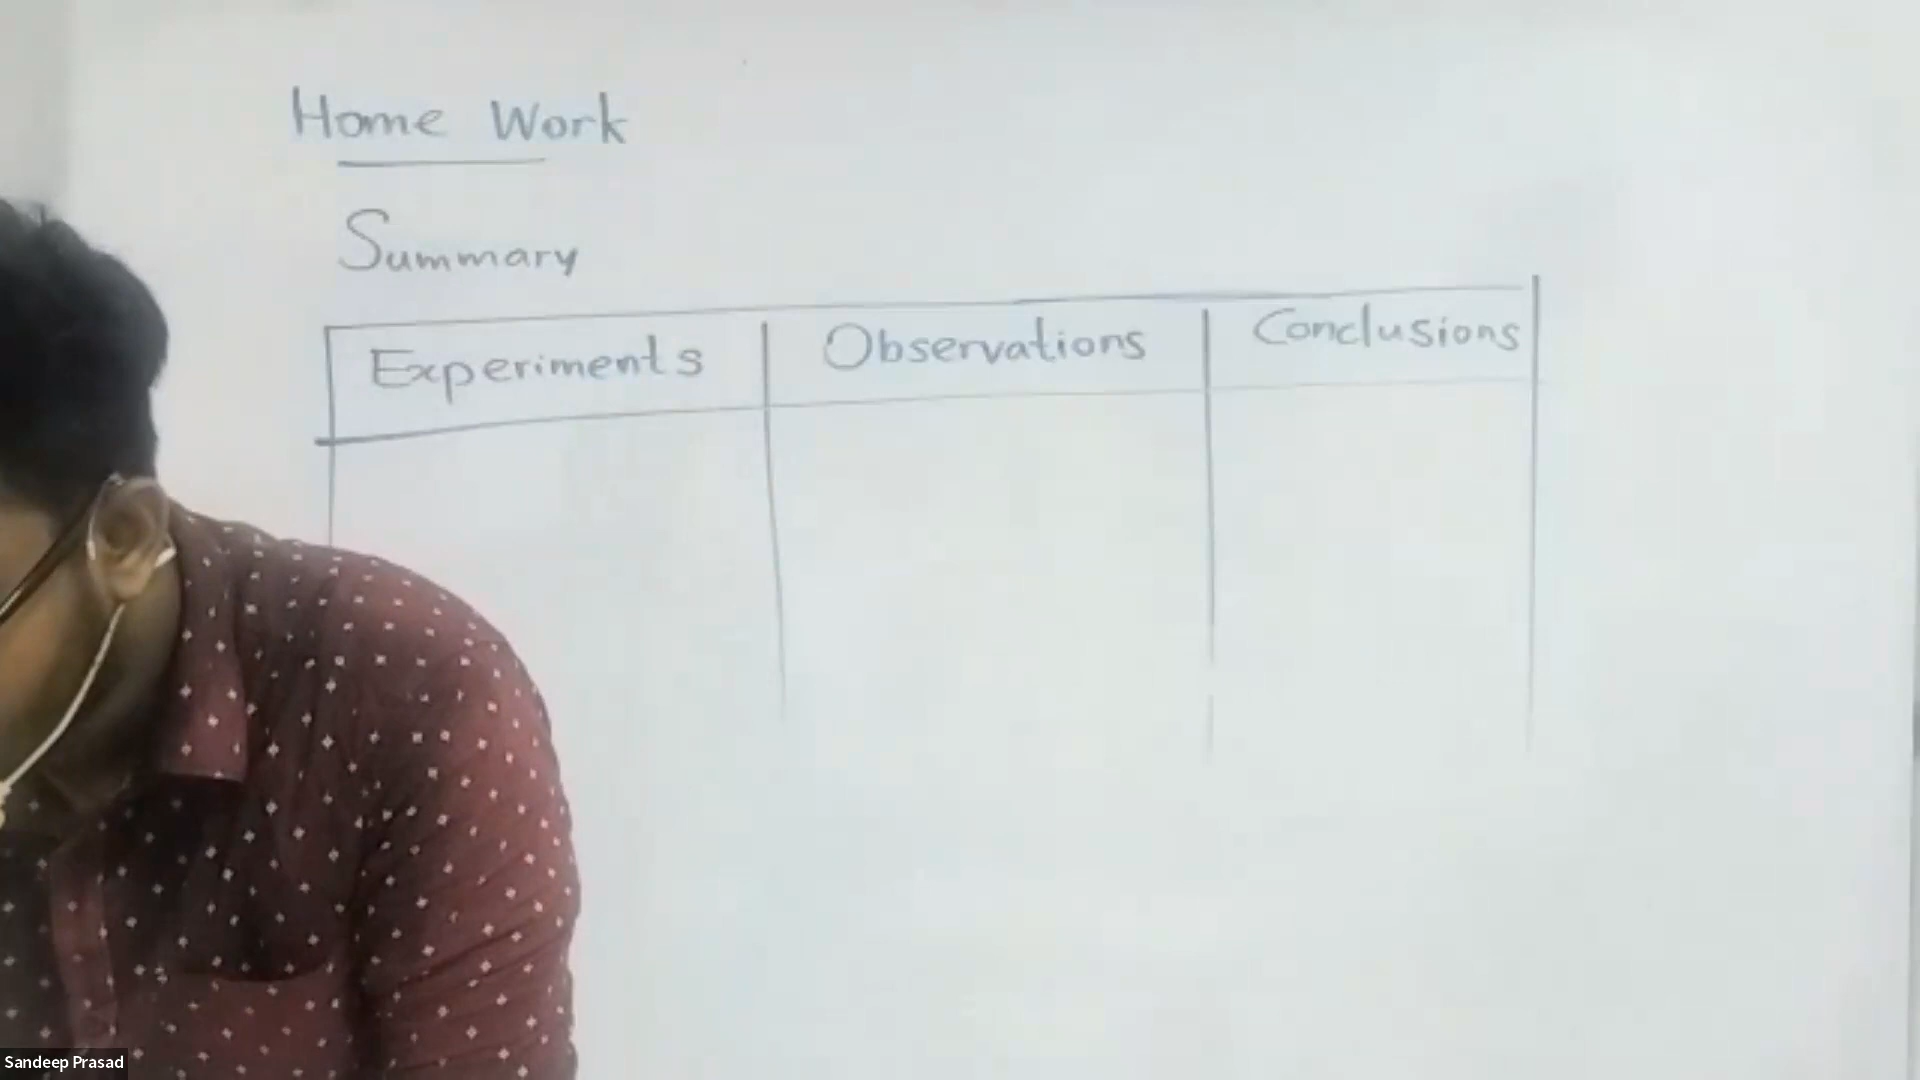 Home Work
Summary
Experiments Observations Conclusions
Sandeep Prasad